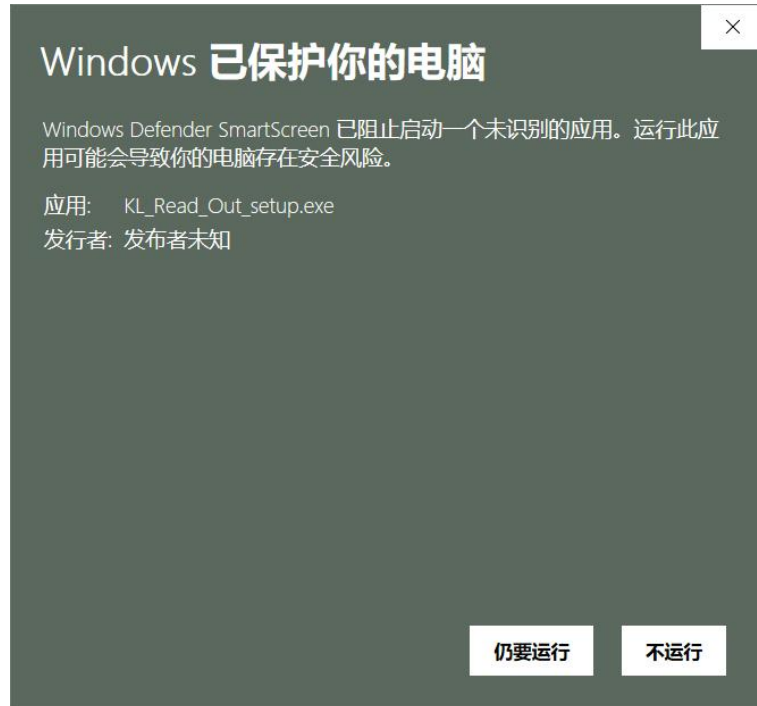 Windows 已保护你的电脑
Windows Defender SmartScreen 已阻止启动一个未识别的应用。运行此应
用可能会导致你的电脑存在安全风险。
应用: KL_Read_Out_setup.exe
发行者: 发布者未知
仍要运行 不运行